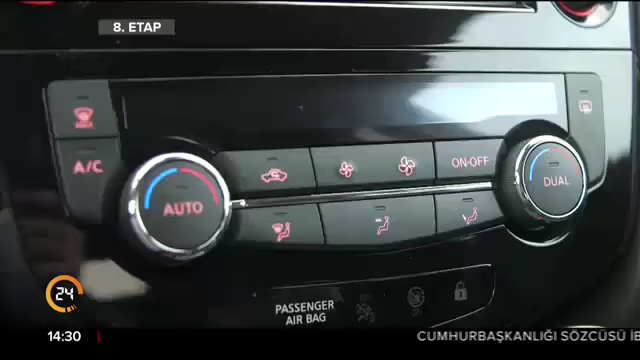 8. ETAP
A/C
AUTO
ON·OFF
DUAL
PASSENGER
AIR BAG
24
14:30
CUMHURBAŞKANLIĞI SÖZCÜSÜ İB